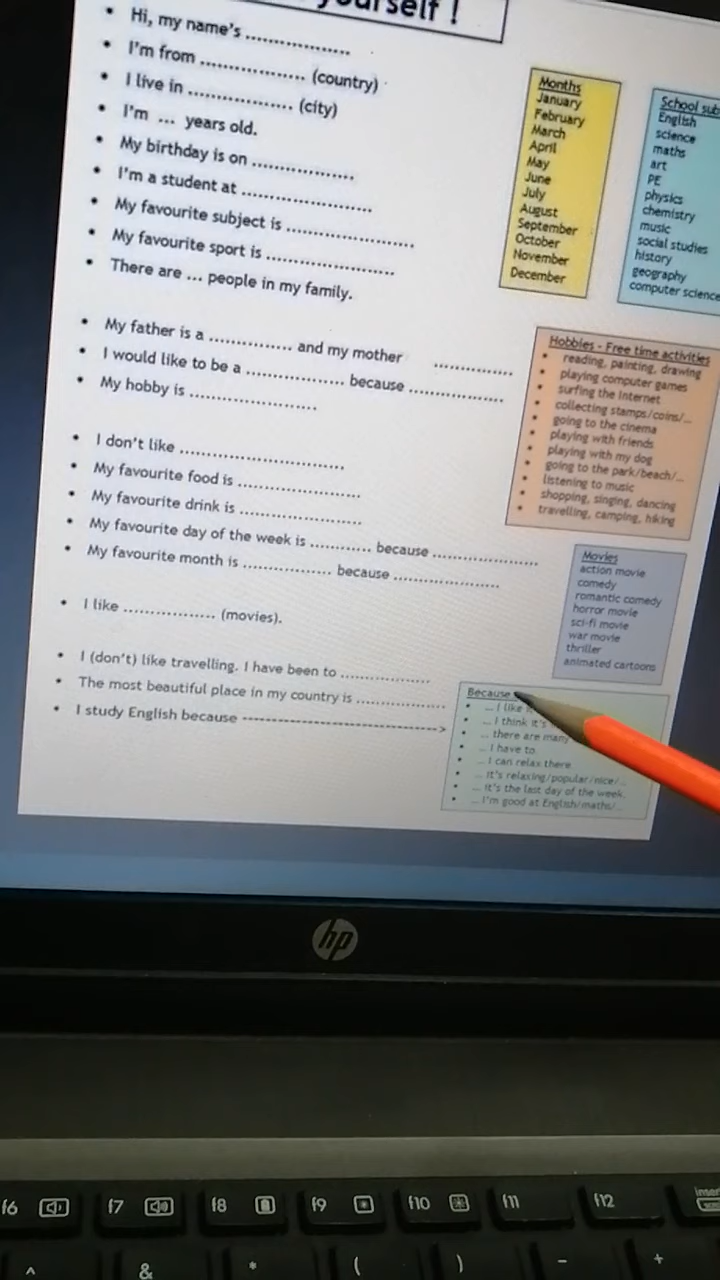 yourself !
• Hi, my name's ..................
• I'm from .................. (country)
• I live in .................. (city)
• I'm ... years old.
• My birthday is on ..................
• I'm a student at ......................
• My favourite subject is ......................
• My favourite sport is ......................
• There are ... people in my family.
• My father is a ............... and my mother ...............
• I would like to be a .................. because ..................
• My hobby is ......................
• I don't like ............................
• My favourite food is ......................
• My favourite drink is ......................
• My favourite day of the week is ........... because ..................
• My favourite month is ............... because ..................
• I like ................. (movies).
• I (don't) like travelling. I have been to ................
• The most beautiful place in my country is ................
• I study English because ----------------------------------->
Months
January
February
March
April
May
June
July
August
September
October
November
December
School
English
science
maths
art
PE
physics
chemistry
music
social studies
history
geography
computer science
Hobbies - Free time activities
• reading, painting, drawing
• playing computer games
• surfing the Internet
• collecting stamps/coins/...
• going to the cinema
• playing with friends
• playing with my dog
• going to the park/beach/...
• listening to music
• shopping, singing, dancing
• travelling, camping, hiking
Movies
action movie
comedy
romantic comedy
horror movie
sci-fi movie
war movie
thriller
animated cartoons
Because
• ... I like
• ... I think it's
• ... there are many
• ... I have to
• ... I can relax there
• ... it's relaxing/popular/nice/...
• ... it's the last day of the week.
• ... I'm good at English/maths/...
hp
f6 f7 f8 f9 f10 f11 f12
^ & * ( ) - +